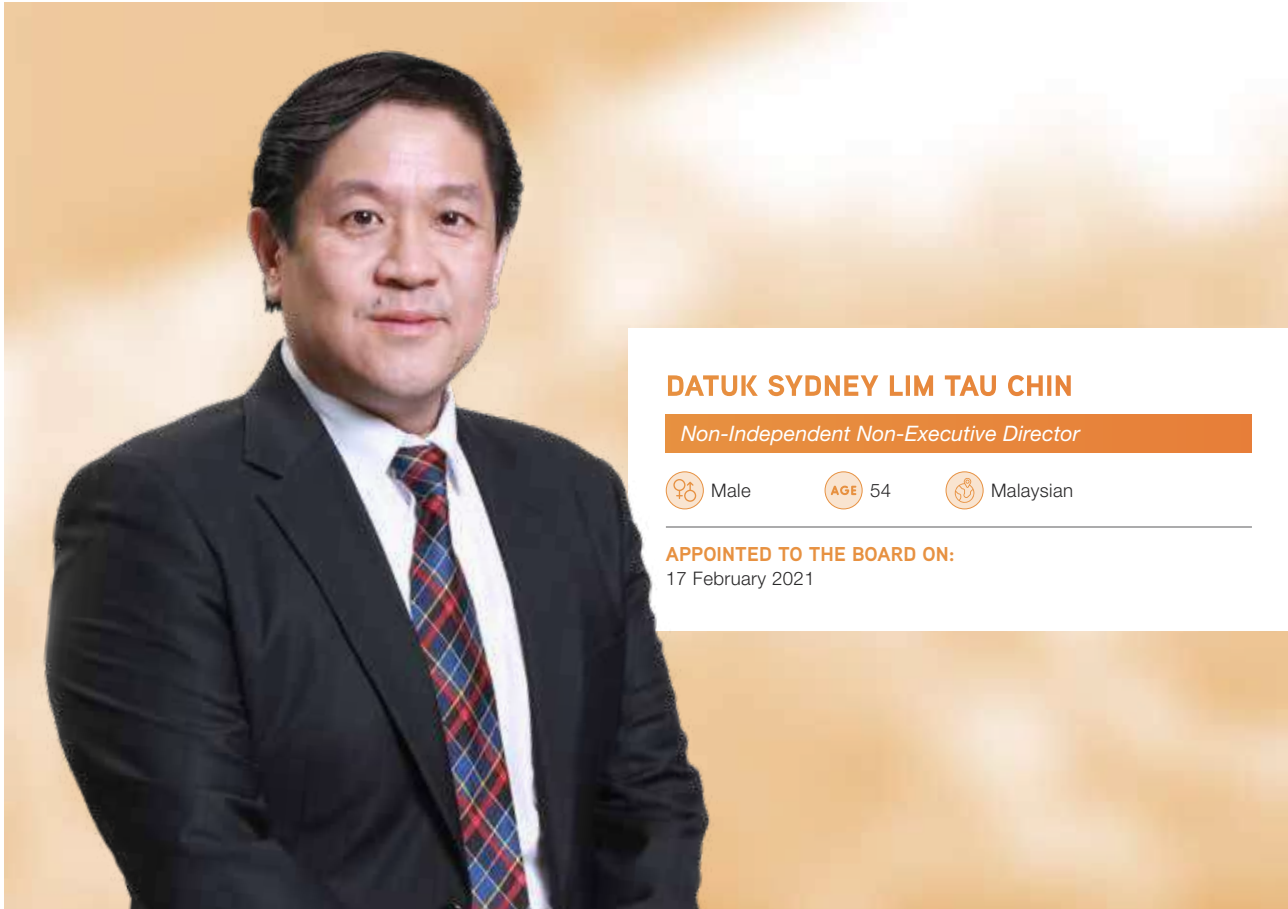 DATUK SYDNEY LIM TAU CHIN
Non-Independent Non-Executive Director
Male AGE 54 Malaysian
APPOINTED TO THE BOARD ON:
17 February 2021